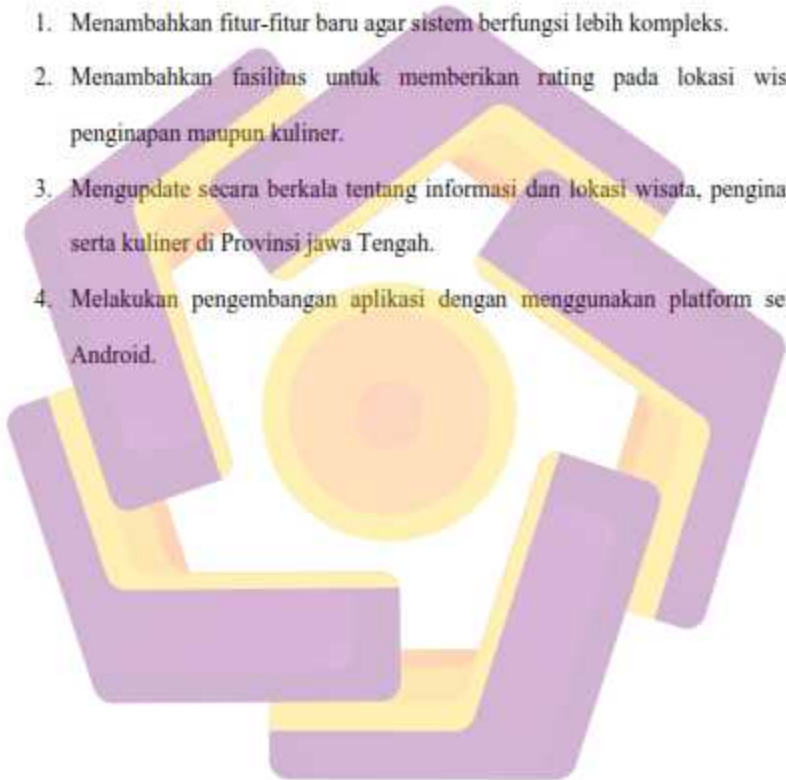 1. Menambahkan fitur-fitur baru agar sistem berfungsi lebih kompleks.
2. Menambahkan fasilitas untuk memberikan rating pada lokasi wis
penginapan maupun kuliner.
3. Mengupdate secara berkala tentang informasi dan lokasi wisata, pengina
serta kuliner di Provinsi jawa Tengah.
4. Melakukan pengembangan aplikasi dengan menggunakan platform se
Android.